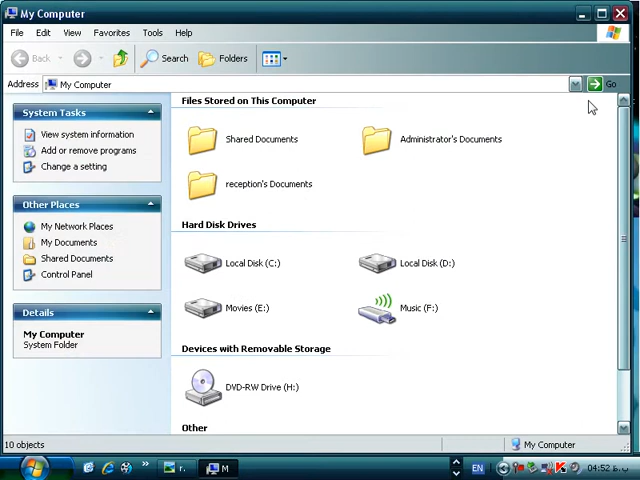 My Computer
File Edit View Favorites Tools Help
Back Search Folders
Address My Computer Go
System Tasks
View system information
Add or remove programs
Change a setting
Other Places
My Network Places
My Documents
Shared Documents
Control Panel
Details
My Computer
System Folder
Files Stored on This Computer
Shared Documents Administrator's Documents
reception's Documents
Hard Disk Drives
Local Disk (C:) Local Disk (D:)
Movies (E:) Music (F:)
Devices with Removable Storage
DVD-RW Drive (H:)
Other
10 objects My Computer
r. M EN 04:52 ب.ظ